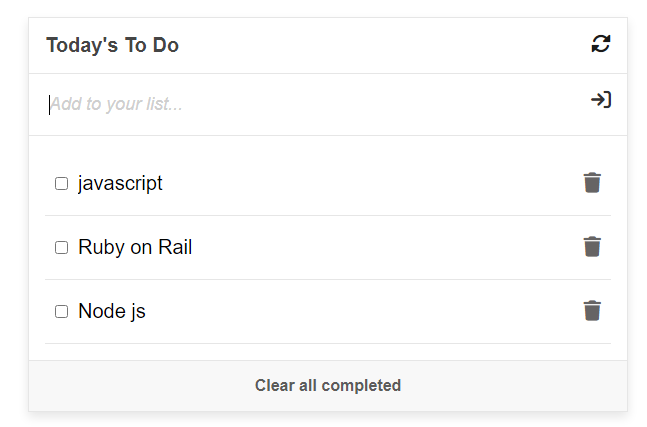 Today's To Do
Add to your list...
javascript
Ruby on Rail
Node js
Clear all completed